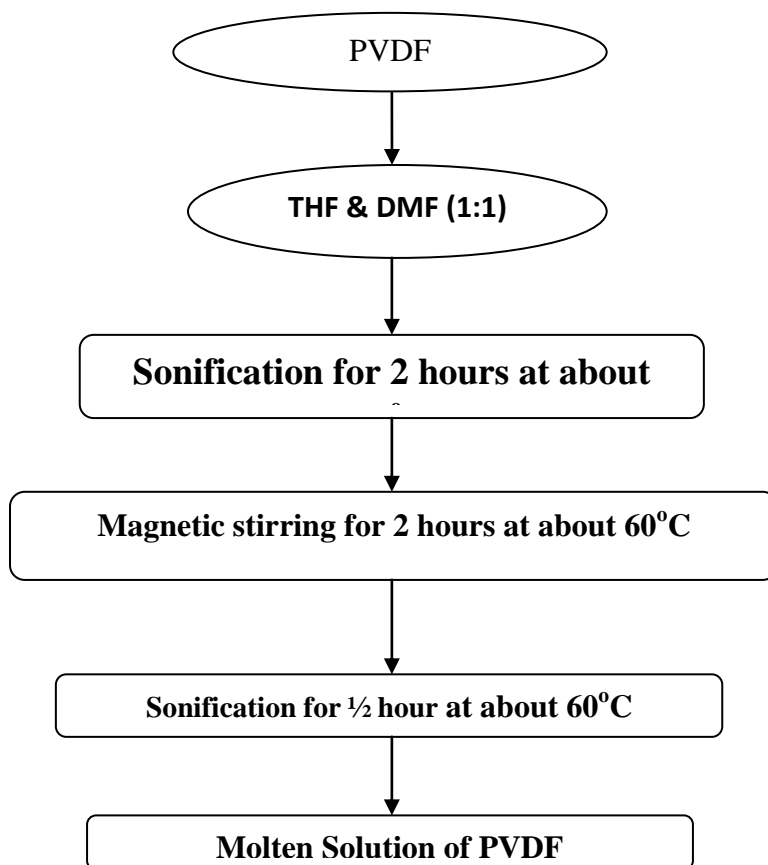 PVDF
THF & DMF (1:1)
Sonification for 2 hours at about
Magnetic stirring for 2 hours at about 60°C
Sonification for ½ hour at about 60°C
Molten Solution of PVDF